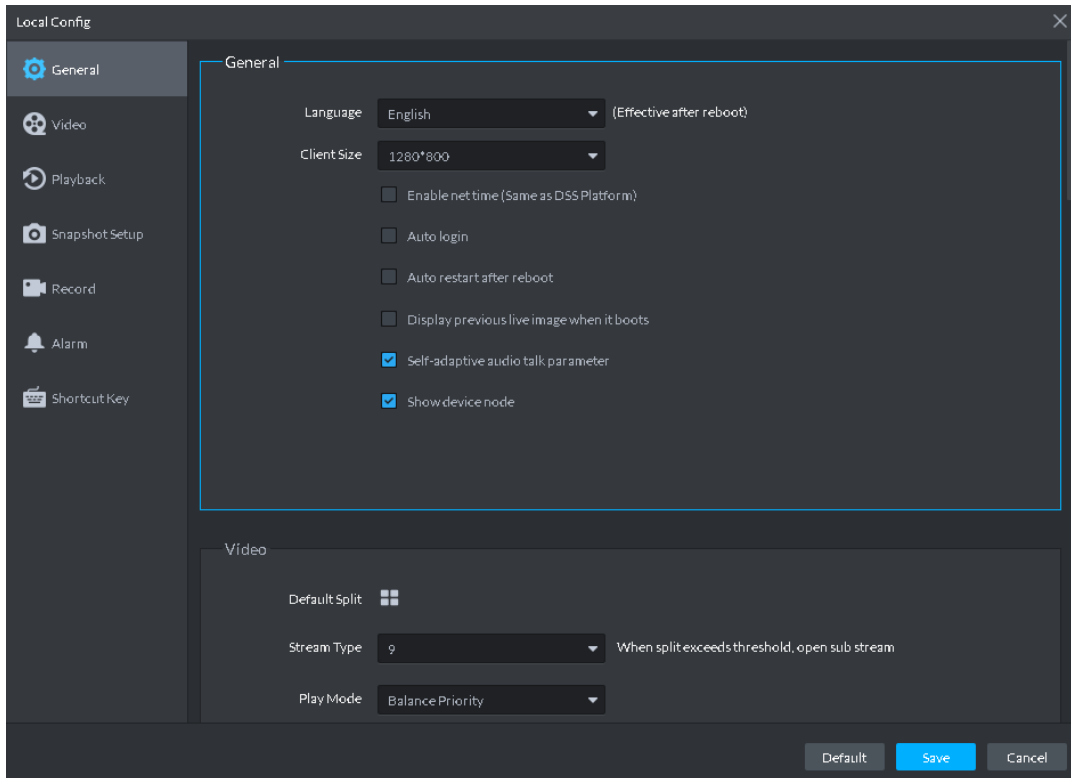 Local Config
General
Video
Playback
Snapshot Setup
Record
Alarm
Shortcut Key
General
Language English (Effective after reboot)
Client Size 1280*800
Enable net time (Same as DSS Platform)
Auto login
Auto restart after reboot
Display previous live image when it boots
Self-adaptive audio talk parameter
Show device node
Video
Default Split
Stream Type 9 When split exceeds threshold, open sub stream
Play Mode Balance Priority
Default Save Cancel